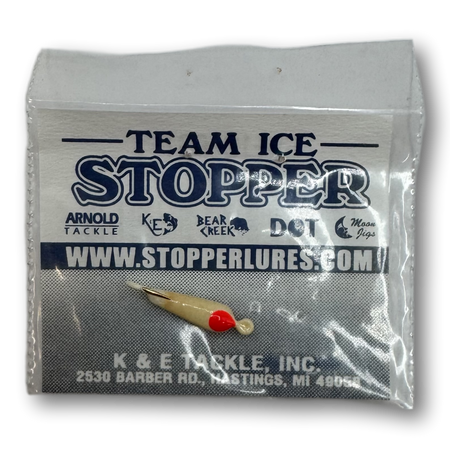 TEAM ICE
STOPPER
ARNOLD TACKLE K&E BEAR CREEK DOT Moon Jigs
WWW.STOPPERLURES.COM
K & E TACKLE, INC.
2530 BARBER RD., HASTINGS, MI 49058